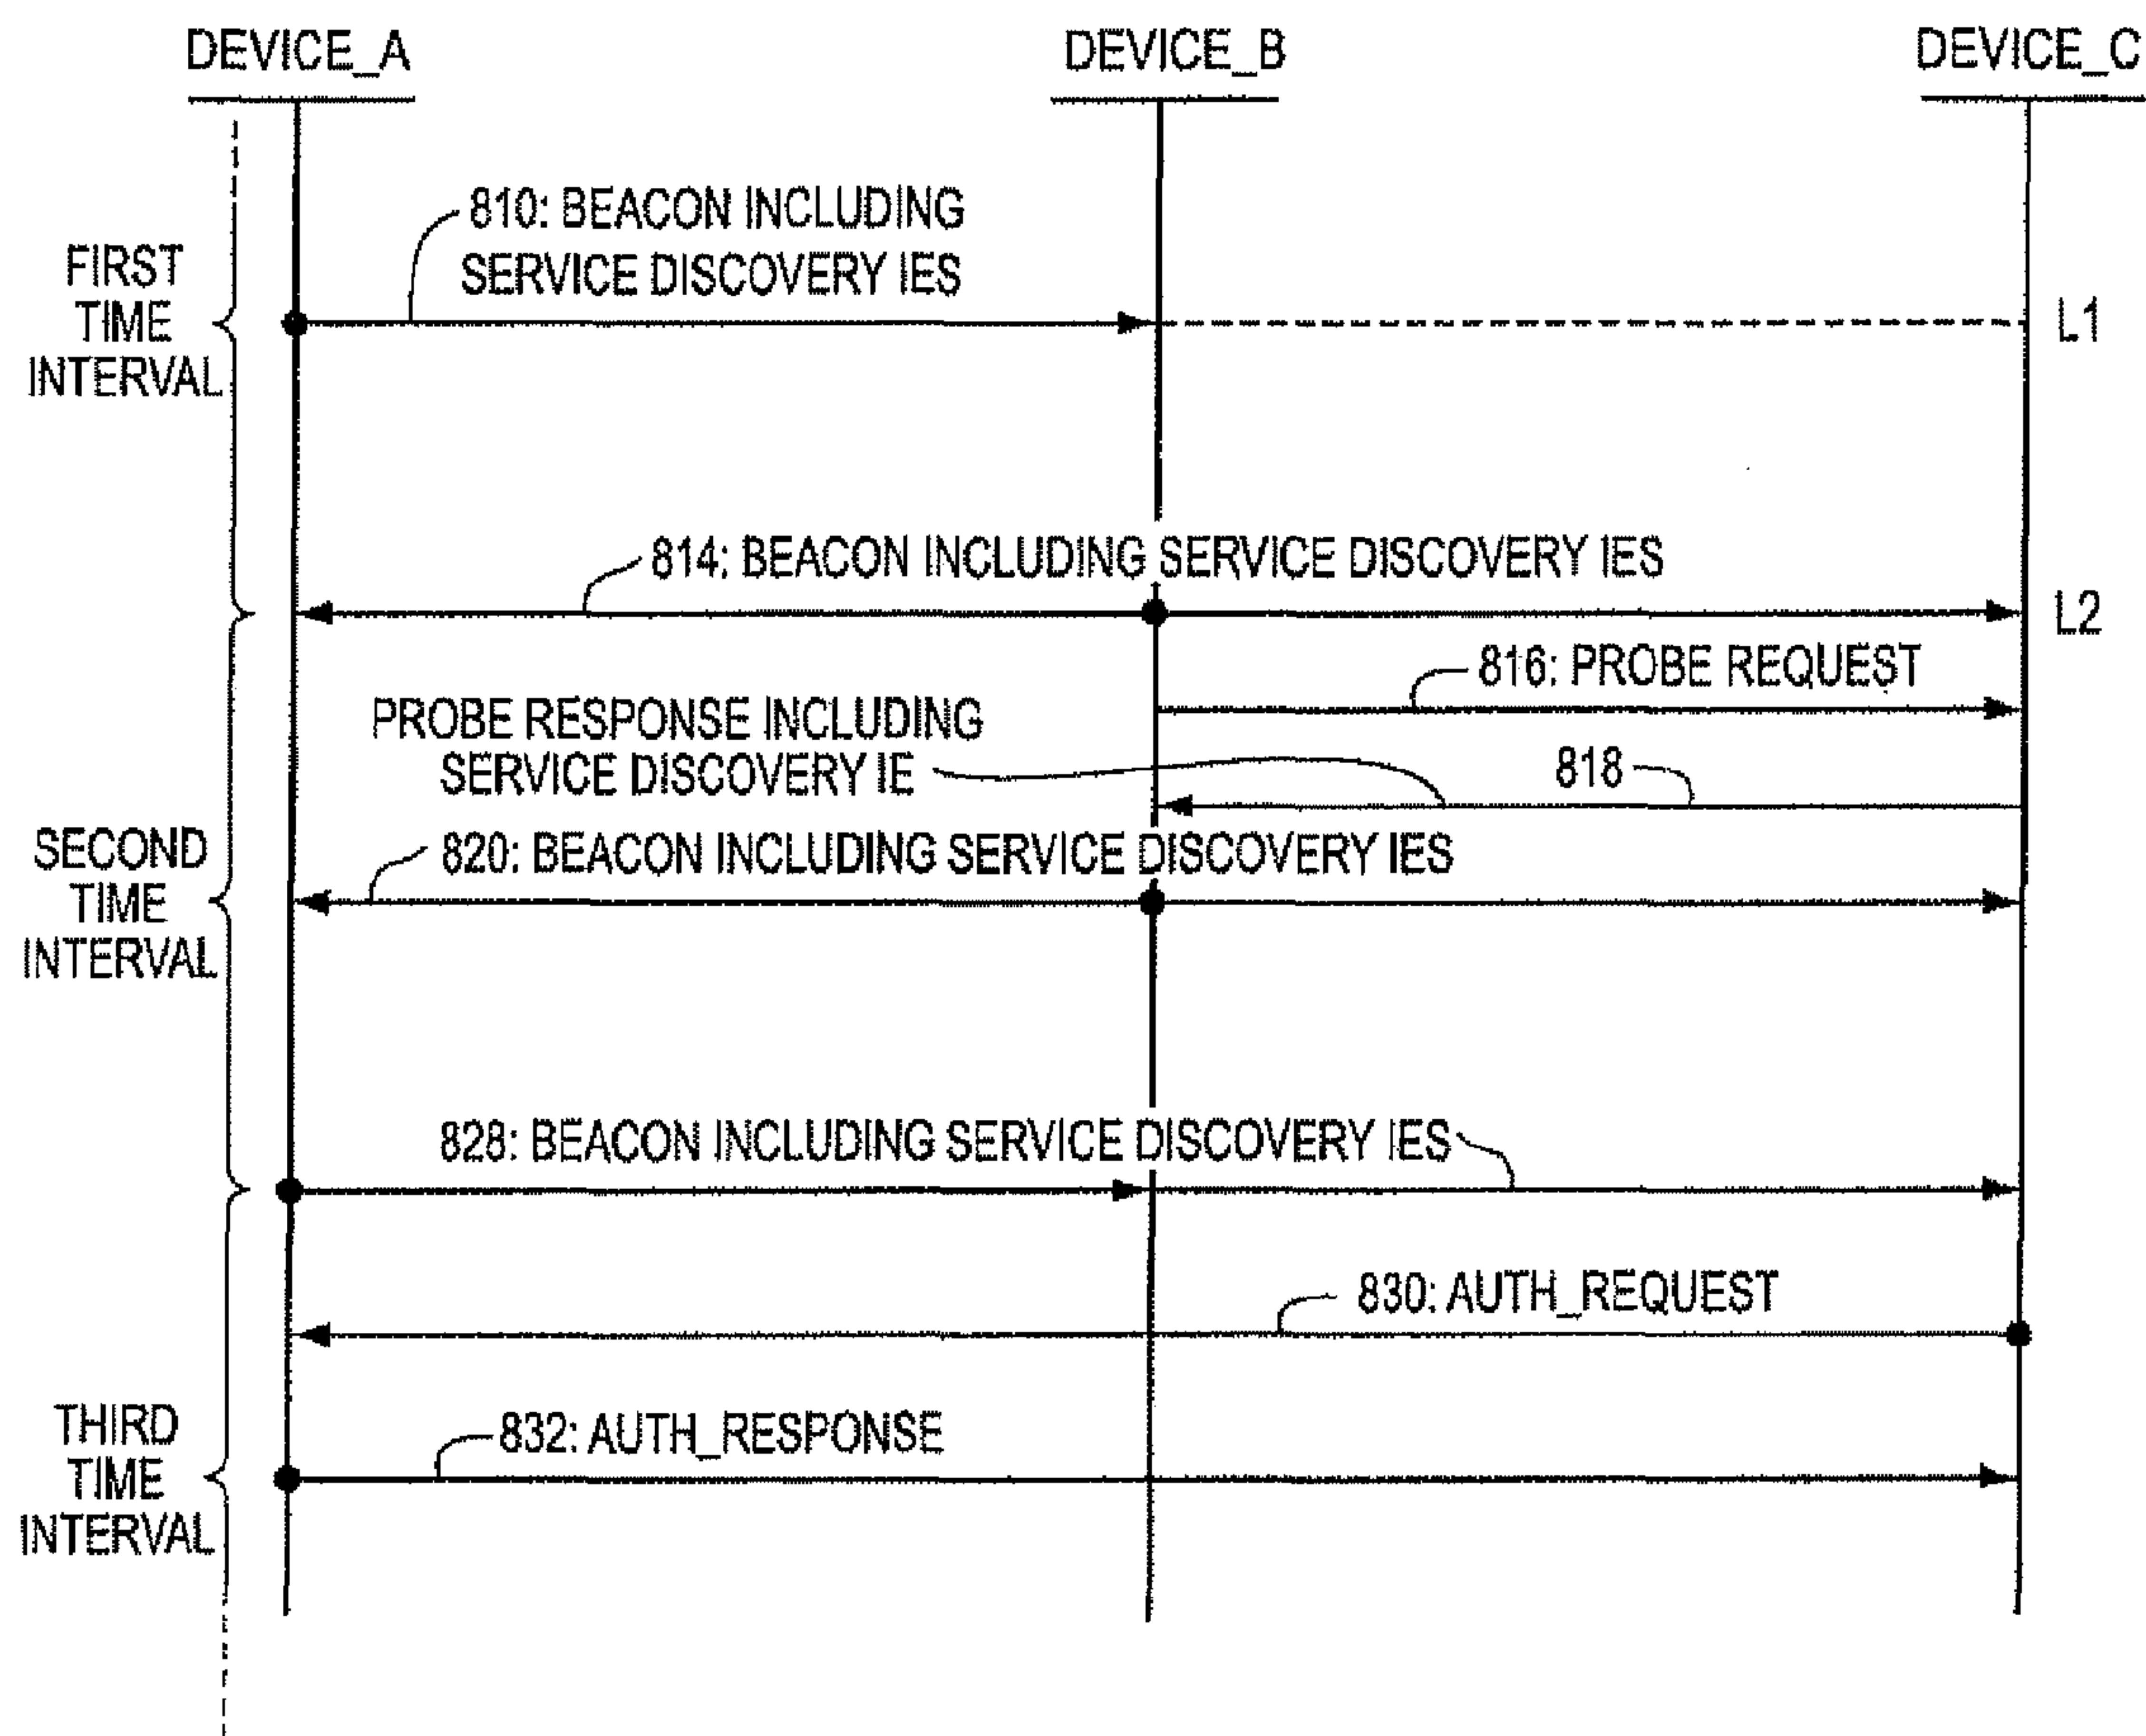 DEVICE_A
DEVICE_B
DEVICE_C
810: BEACON INCLUDING
SERVICE DISCOVERY IES
FIRST
TIME
INTERVAL
L1
814: BEACON INCLUDING SERVICE DISCOVERY IES
L2
816: PROBE REQUEST
PROBE RESPONSE INCLUDING
SERVICE DISCOVERY IE
818
820: BEACON INCLUDING SERVICE DISCOVERY IES
SECOND
TIME
INTERVAL
828: BEACON INCLUDING SERVICE DISCOVERY IES
830: AUTH_REQUEST
THIRD
TIME
INTERVAL
832: AUTH_RESPONSE